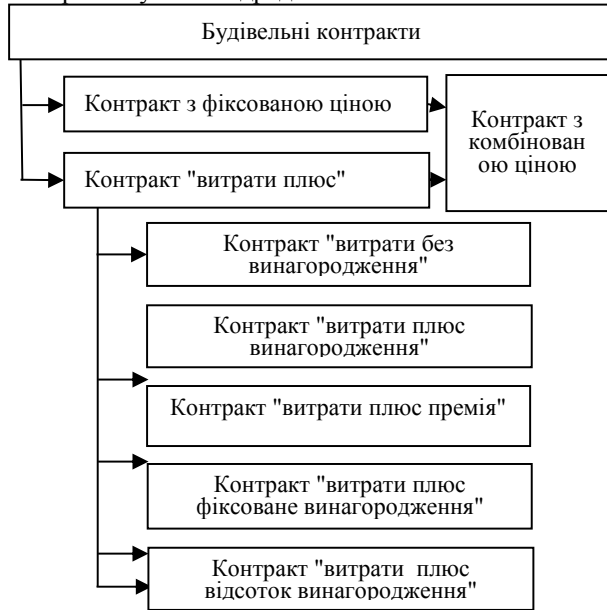 Будівельні контракти
Контракт з фіксованою ціною
Контракт з
комбінован
ою ціною
Контракт "витрати плюс"
Контракт "витрати без
винагородження"
Контракт "витрати плюс
винагородження"
Контракт "витрати плюс премія"
Контракт "витрати плюс
фіксоване винагородження"
Контракт "витрати плюс
відсоток винагородження"